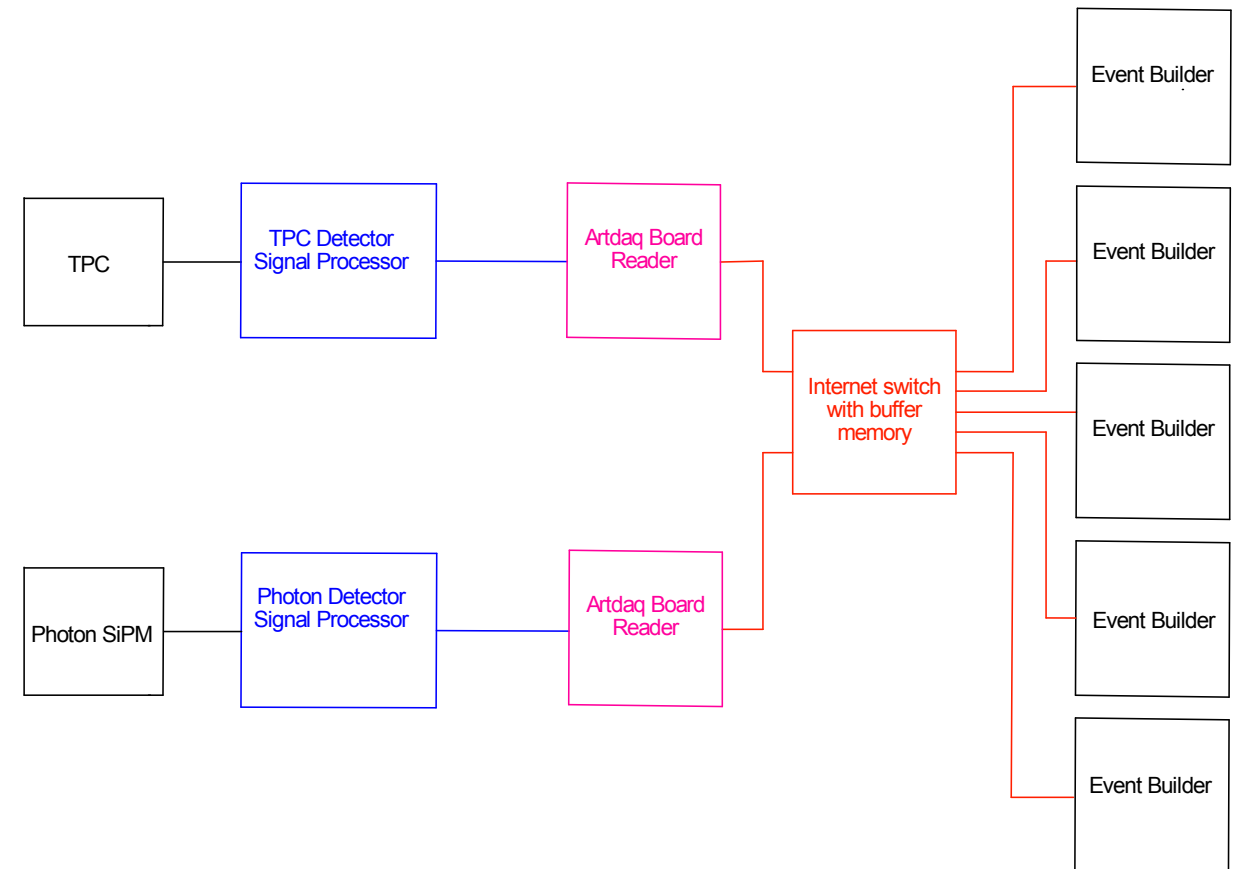 TPC
TPC Detector
Signal Processor
Artdaq Board
Reader
Photon SiPM
Photon Detector
Signal Processor
Artdaq Board
Reader
Internet switch
with buffer
memory
Event Builder
Event Builder
Event Builder
Event Builder
Event Builder